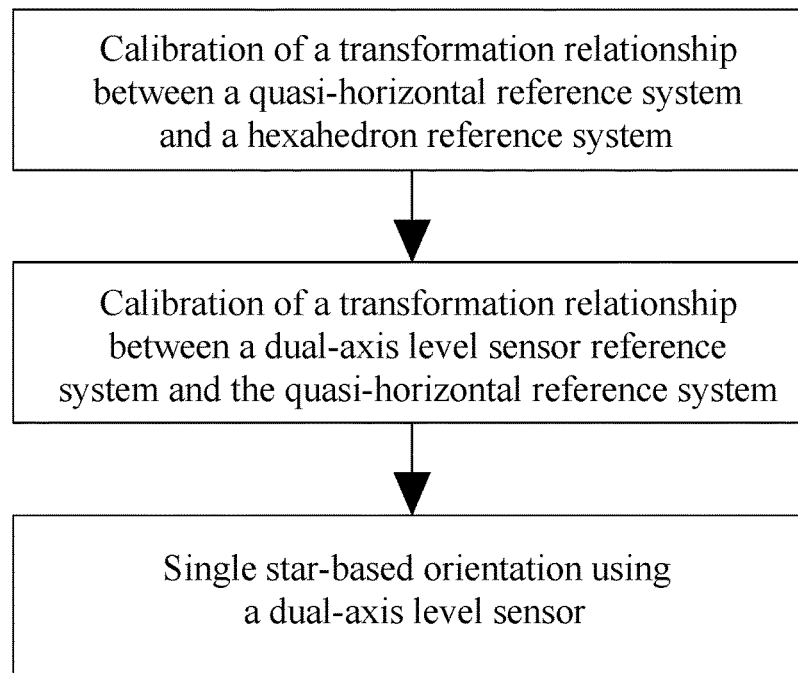 Calibration of a transformation relationship
between a quasi-horizontal reference system
and a hexahedron reference system
Calibration of a transformation relationship
between a dual-axis level sensor reference
system and the quasi-horizontal reference system
Single star-based orientation using
a dual-axis level sensor